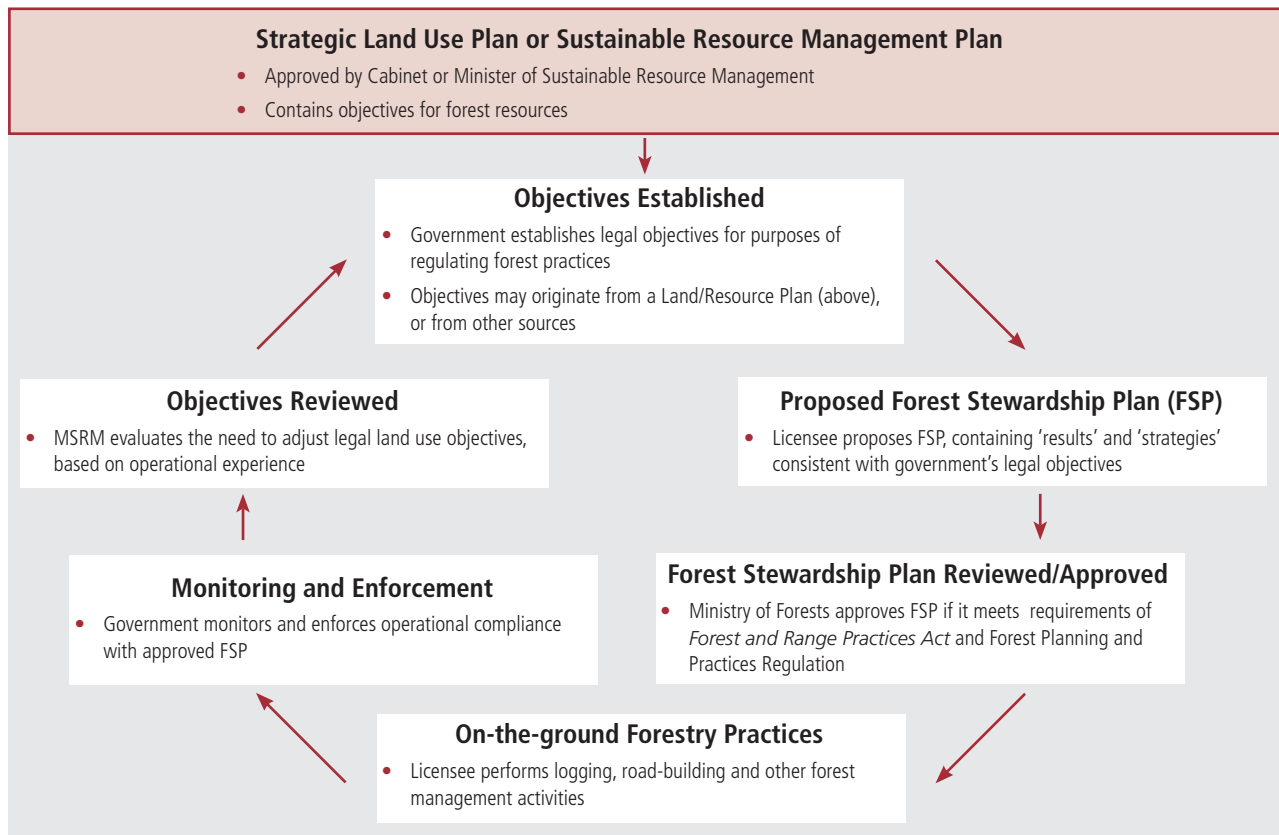 Strategic Land Use Plan or Sustainable Resource Management Plan
• Approved by Cabinet or Minister of Sustainable Resource Management
• Contains objectives for forest resources
Objectives Established
• Government establishes legal objectives for purposes of
regulating forest practices
• Objectives may originate from a Land/Resource Plan (above),
or from other sources
Proposed Forest Stewardship Plan (FSP)
• Licensee proposes FSP, containing ‘results’ and ‘strategies’
consistent with government’s legal objectives
Forest Stewardship Plan Reviewed/Approved
• Ministry of Forests approves FSP if it meets requirements of
Forest and Range Practices Act and Forest Planning and
Practices Regulation
On-the-ground Forestry Practices
• Licensee performs logging, road-building and other forest
management activities
Monitoring and Enforcement
• Government monitors and enforces operational compliance
with approved FSP
Objectives Reviewed
• MSRM evaluates the need to adjust legal land use objectives,
based on operational experience